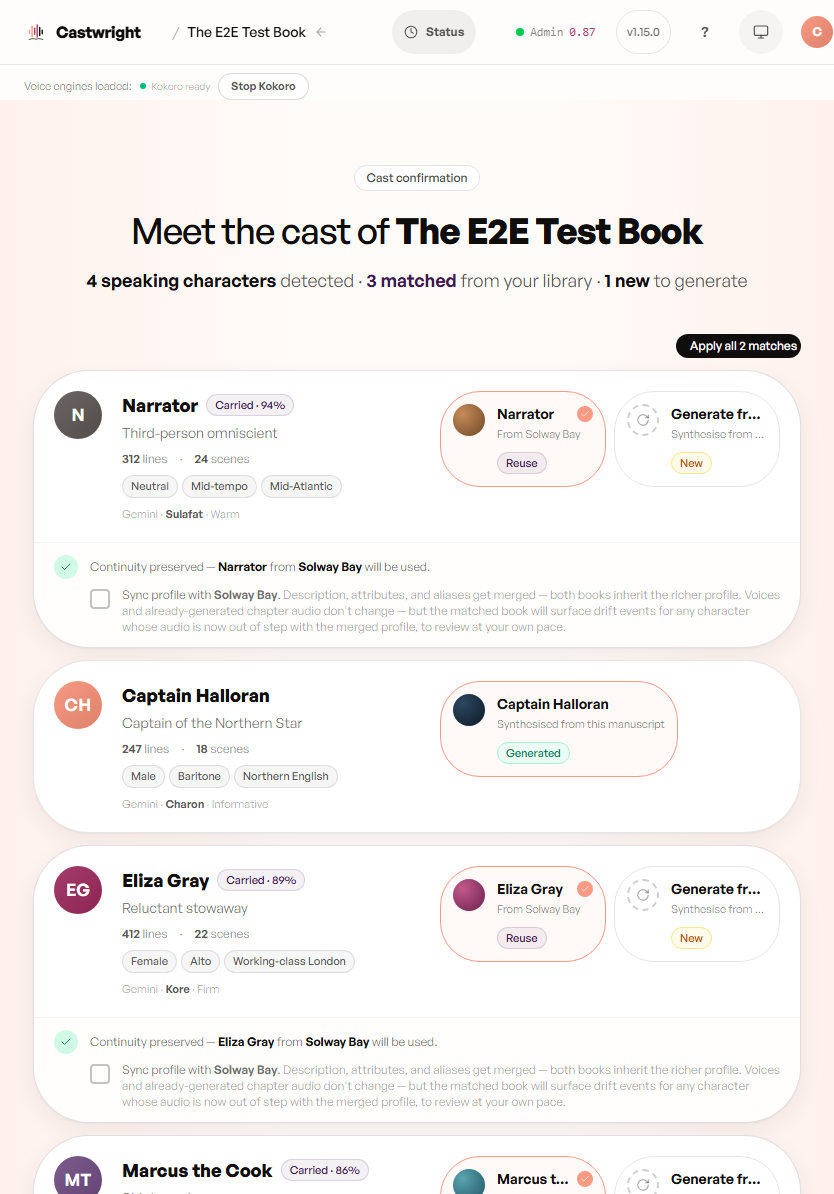 Castwright / The E2E Test Book ← Status Admin 0.87 v1.15.0 ? C
Voice engines loaded: Kokoro ready Stop Kokoro
Cast confirmation
Meet the cast of The E2E Test Book
4 speaking characters detected · 3 matched from your library · 1 new to generate
Apply all 2 matches
N
Narrator Carried · 94%
Third-person omniscient
312 lines · 24 scenes
Neutral Mid-tempo Mid-Atlantic
Gemini · Sulafat · Warm
Narrator
From Solway Bay
Reuse
Generate fr...
Synthesise from ...
New
Continuity preserved — Narrator from Solway Bay will be used.
Sync profile with Solway Bay. Description, attributes, and aliases get merged — both books inherit the richer profile. Voices
and already-generated chapter audio don't change — but the matched book will surface drift events for any character
whose audio is now out of step with the merged profile, to review at your own pace.
CH
Captain Halloran
Captain of the Northern Star
247 lines · 18 scenes
Male Baritone Northern English
Gemini · Charon · Informative
Captain Halloran
Synthesised from this manuscript
Generated
EG
Eliza Gray Carried · 89%
Reluctant stowaway
412 lines · 22 scenes
Female Alto Working-class London
Gemini · Kore · Firm
Eliza Gray
From Solway Bay
Reuse
Generate fr...
Synthesise from ...
New
Continuity preserved — Eliza Gray from Solway Bay will be used.
Sync profile with Solway Bay. Description, attributes, and aliases get merged — both books inherit the richer profile. Voices
and already-generated chapter audio don't change — but the matched book will surface drift events for any character
whose audio is now out of step with the merged profile, to review at your own pace.
MT
Marcus the Cook Carried · 86%
Marcus t...
Generate fr...